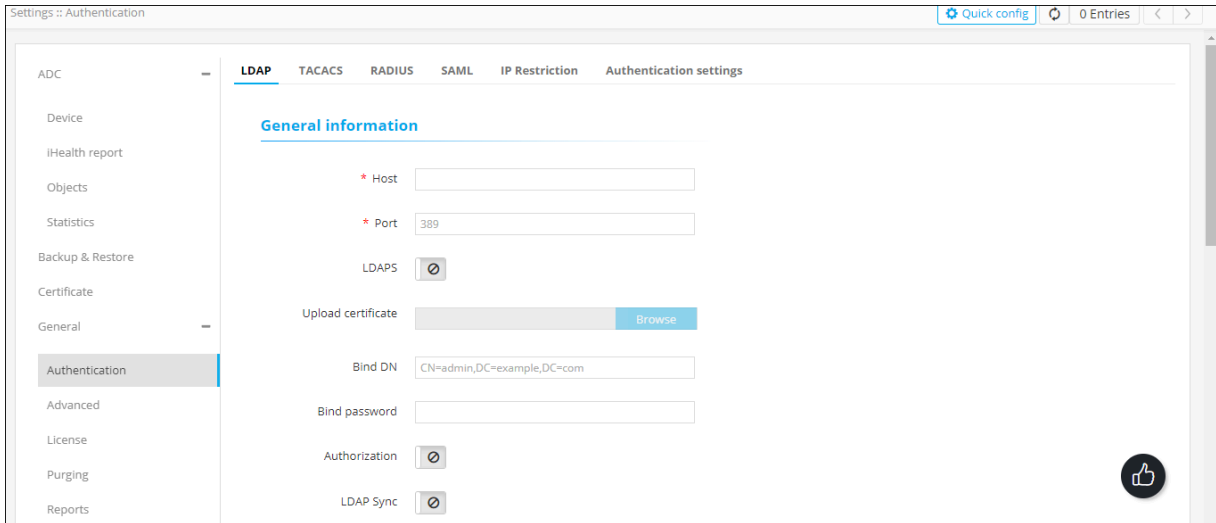 Settings :: Authentication
Quick config
0 Entries
ADC
Device
iHealth report
Objects
Statistics
Backup & Restore
Certificate
General
Authentication
Advanced
License
Purging
Reports
LDAP TACACS RADIUS SAML IP Restriction Authentication settings
General information
* Host
* Port 389
LDAPS
Upload certificate Browse
Bind DN CN=admin,DC=example,DC=com
Bind password
Authorization
LDAP Sync